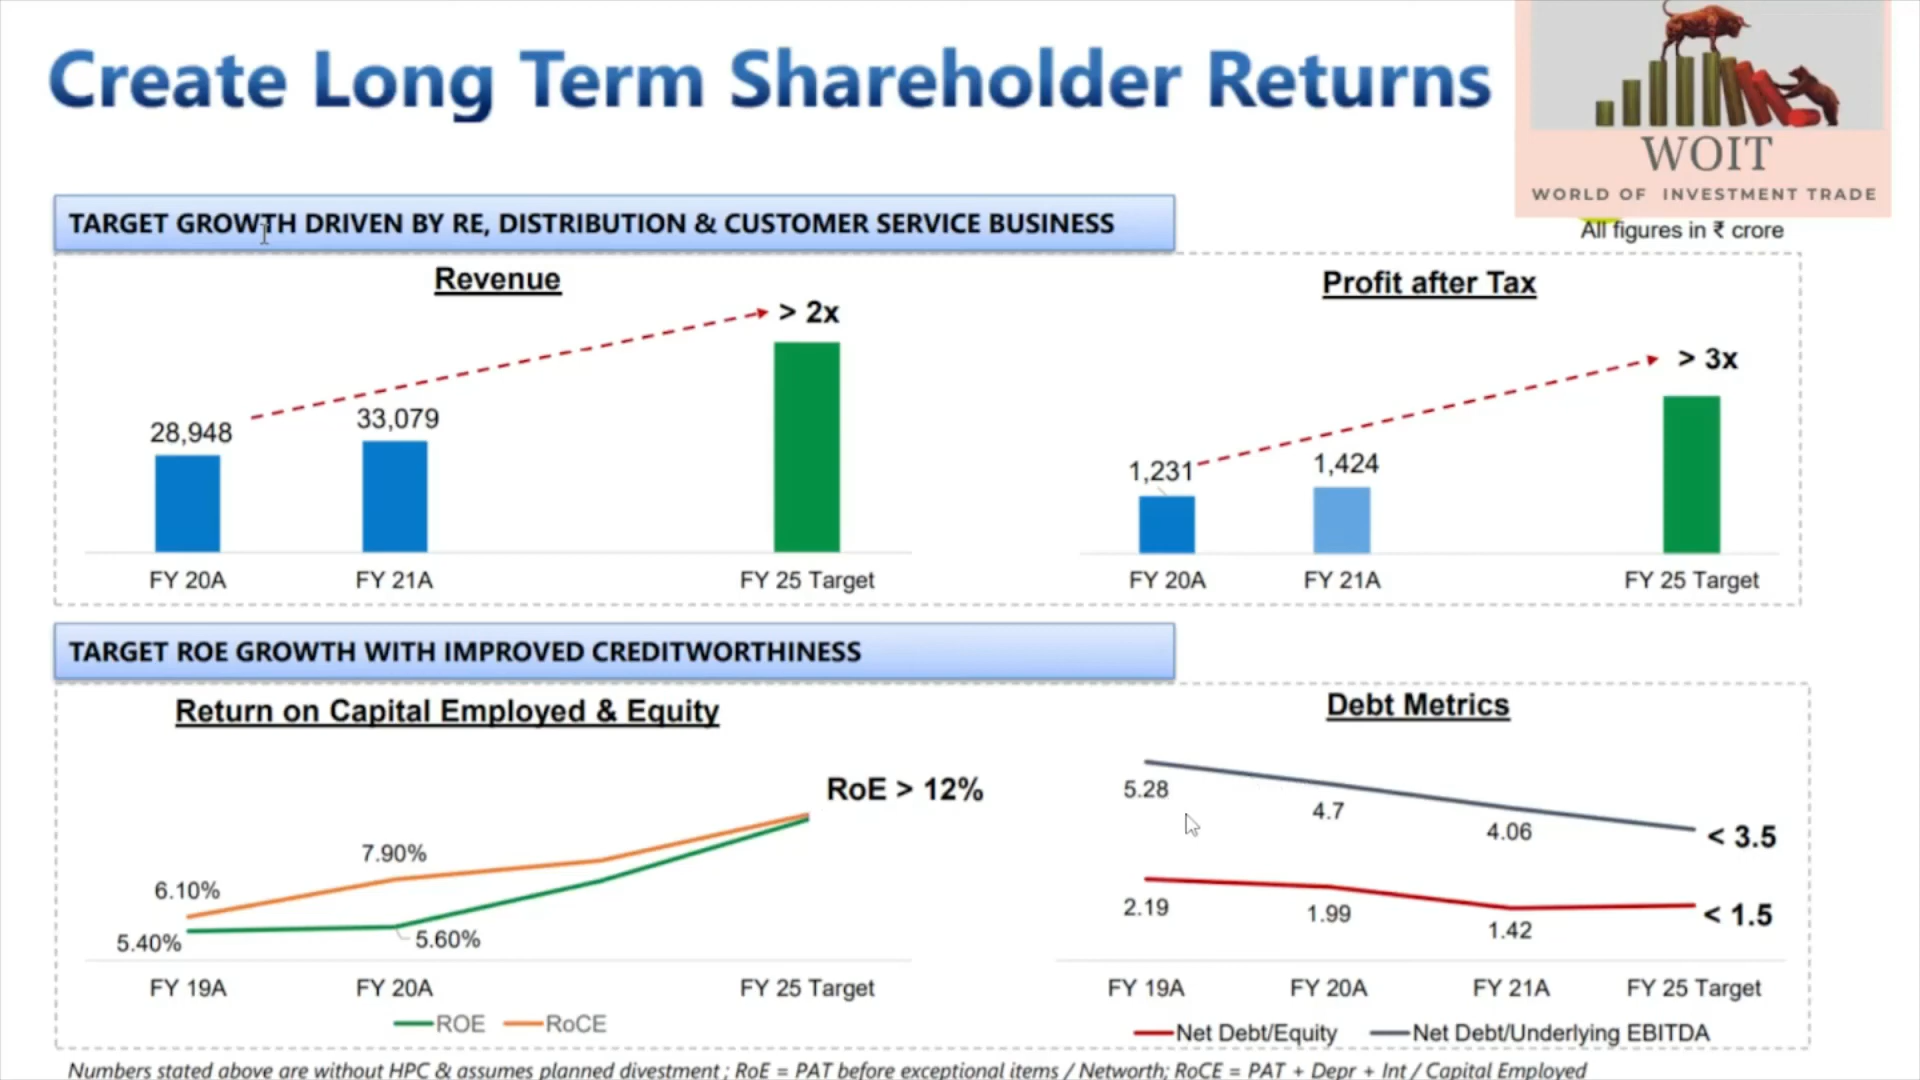 Create Long Term Shareholder Returns
WOIT
WORLD OF INVESTMENT TRADE
TARGET GROWTH DRIVEN BY RE, DISTRIBUTION & CUSTOMER SERVICE BUSINESS
All figures in ₹ crore
Revenue
> 2x
28,948
33,079
FY 20A
FY 21A
FY 25 Target
Profit after Tax
> 3x
1,231
1,424
FY 20A
FY 21A
FY 25 Target
TARGET ROE GROWTH WITH IMPROVED CREDITWORTHINESS
Return on Capital Employed & Equity
RoE > 12%
7.90%
6.10%
5.40%
5.60%
FY 19A
FY 20A
FY 25 Target
ROE
RoCE
Debt Metrics
5.28
4.7
4.06
< 3.5
2.19
1.99
1.42
< 1.5
FY 19A
FY 20A
FY 21A
FY 25 Target
Net Debt/Equity
Net Debt/Underlying EBITDA
Numbers stated above are without HPC & assumes planned divestment ; RoE = PAT before exceptional items / Networth; RoCE = PAT + Depr + Int / Capital Employed